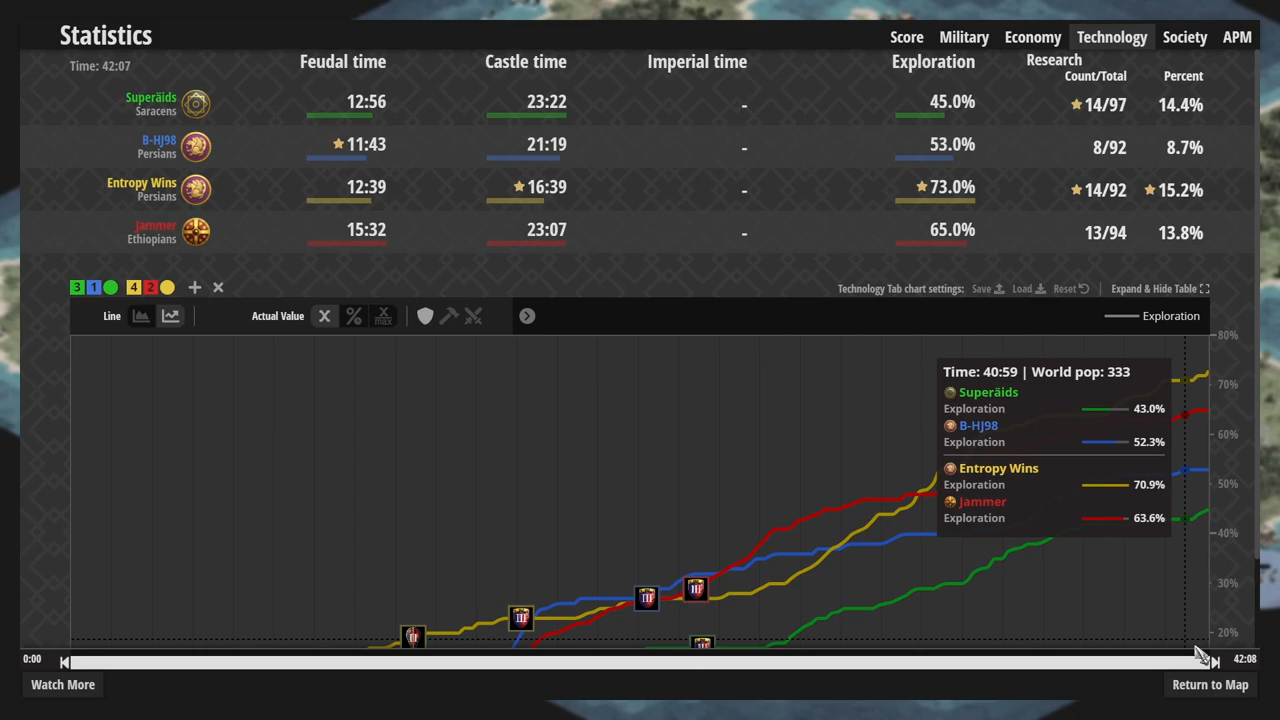 Statistics
Score Military Economy Technology Society APM
Time: 42:07 Feudal time Castle time Imperial time Exploration Research
Count/Total Percent
Superäids
Saracens
12:56 23:22 - 45.0% 14/97 14.4%
B-HJ98
Persians
11:43 21:19 - 53.0% 8/92 8.7%
Entropy Wins
Persians
12:39 16:39 - 73.0% 14/92 15.2%
Jammer
Ethiopians
15:32 23:07 - 65.0% 13/94 13.8%
3 1 4 2 Technology Tab chart settings: Save Load Reset Expand & Hide Table
Line Actual Value X % X/max Exploration
80%
70%
60%
50%
40%
30%
20%
Time: 40:59 | World pop: 333
Superäids
Exploration 43.0%
B-HJ98
Exploration 52.3%
Entropy Wins
Exploration 70.9%
Jammer
Exploration 63.6%
II III III III III
0:00 42:08
Watch More Return to Map